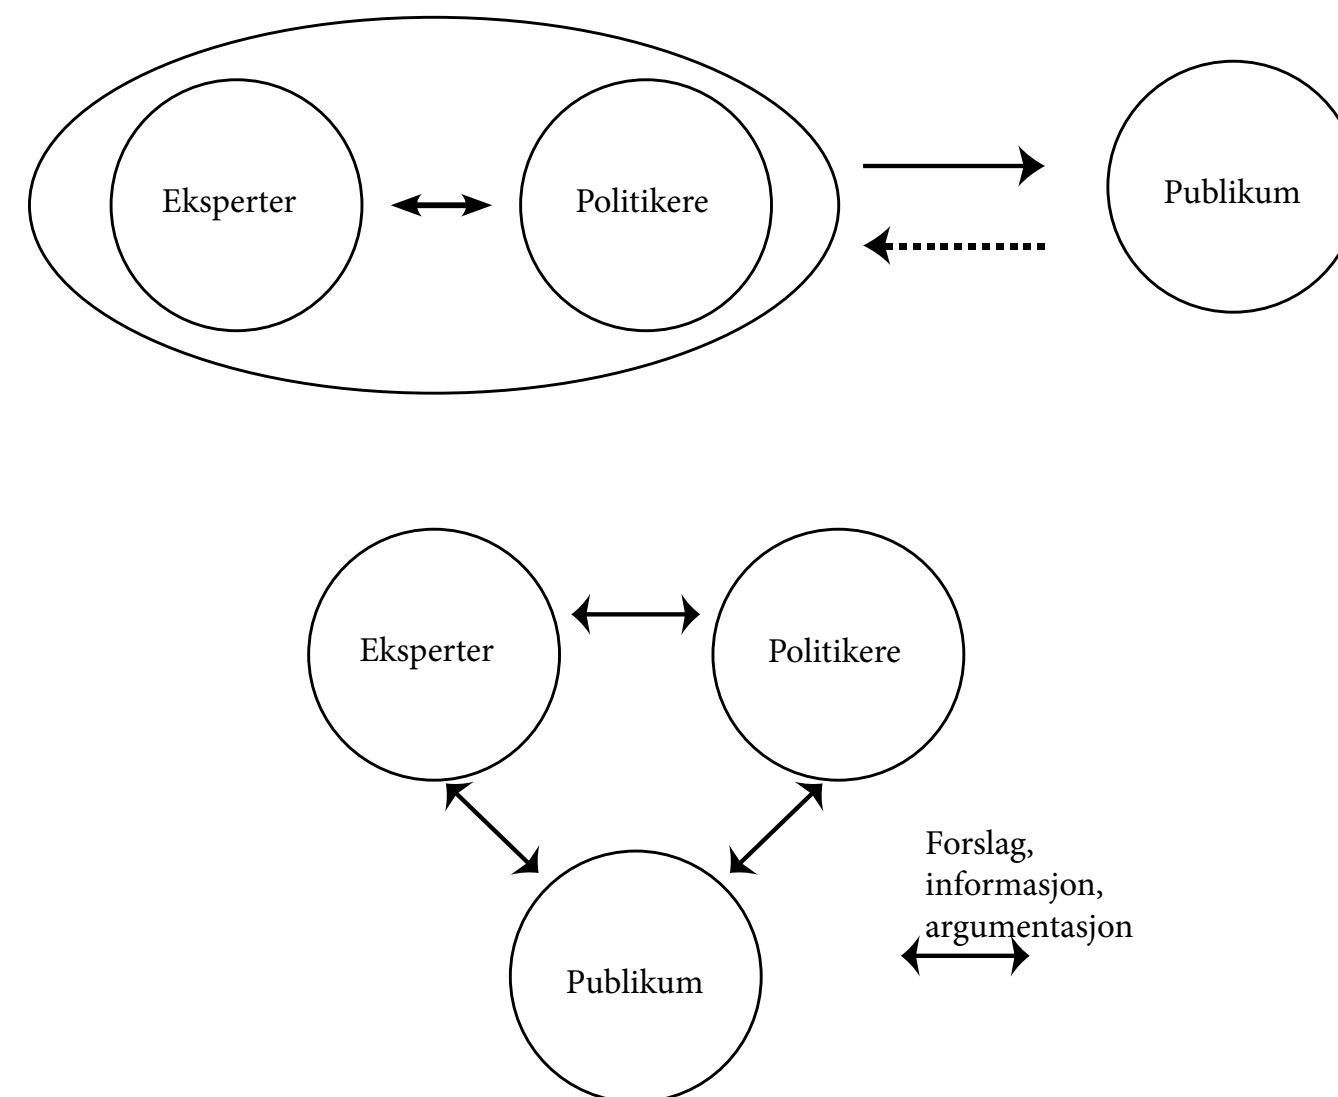 Eksperter
Politikere
Publikum
Eksperter
Politikere
Publikum
Forslag,
informasjon,
argumentasjon